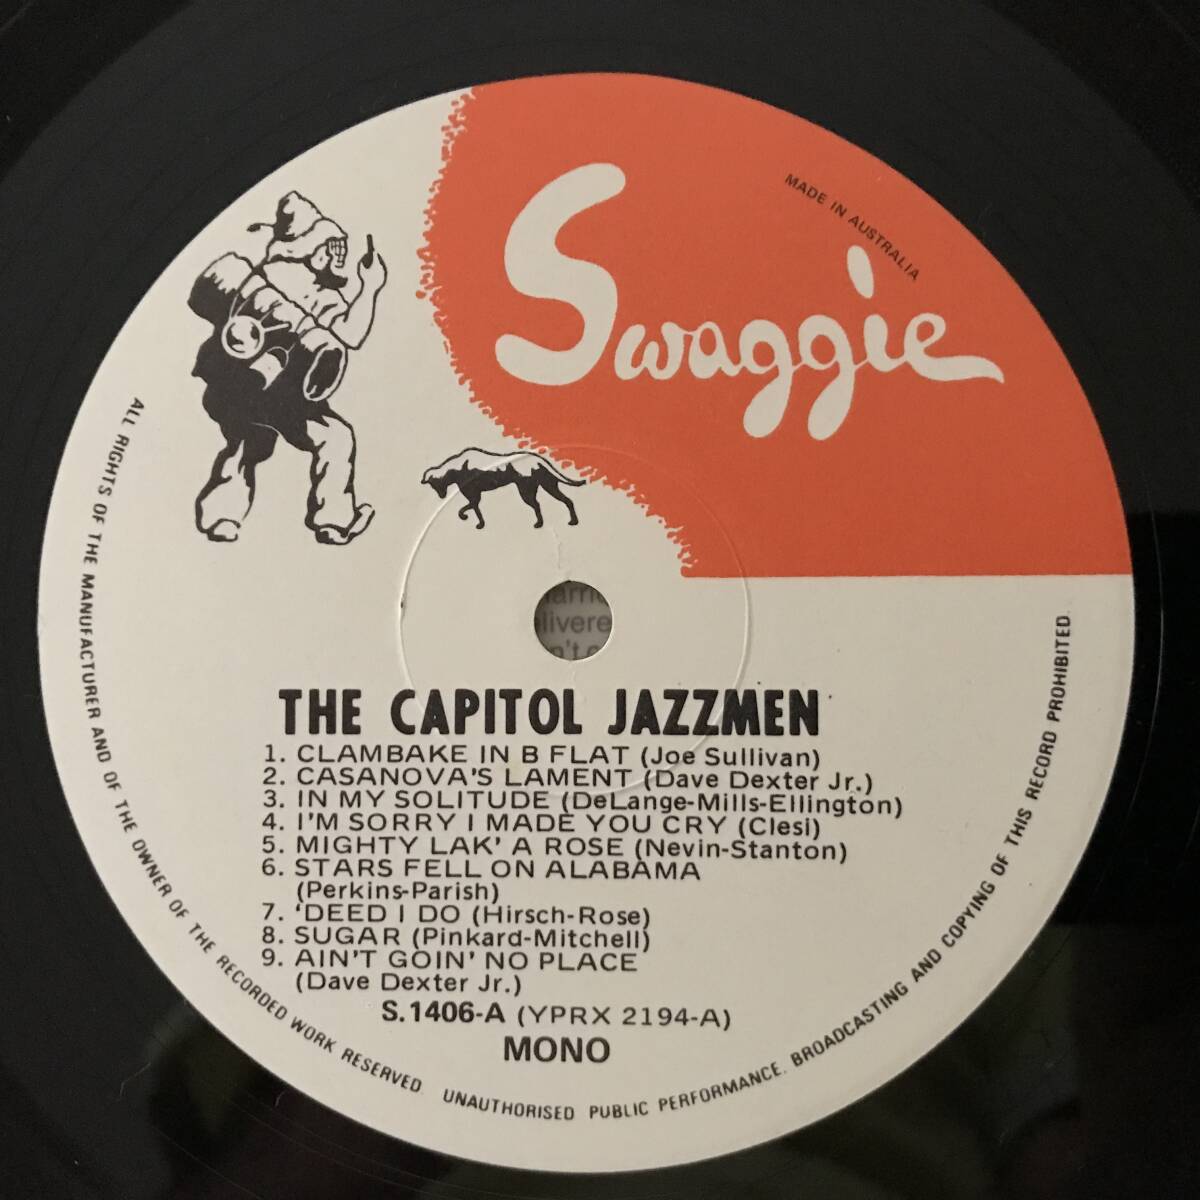 Swaggie
MADE IN AUSTRALIA
livere
THE CAPITOL JAZZMEN
1. CLAMBAKE IN B FLAT (Joe Sullivan)
2. CASANOVA'S LAMENT (Dave Dexter Jr.)
3. IN MY SOLITUDE (DeLange-Mills-Ellington)
4. I'M SORRY I MADE YOU CRY (Clesi)
5. MIGHTY LAK' A ROSE (Nevin-Stanton)
6. STARS FELL ON ALABAMA
(Perkins-Parish)
7. 'DEED I DO (Hirsch-Rose)
8. SUGAR (Pinkard-Mitchell)
9. AIN'T GOIN' NO PLACE
(Dave Dexter Jr.)
S.1406-A (YPRX 2194-A)
MONO
ALL RIGHTS OF THE MANUFACTURER AND OF THE OWNER OF THE RECORDED WORK RESERVED. UNAUTHORISED PUBLIC PERFORMANCE. BROADCASTING AND COPYING OF THIS RECORD PROHIBITED.